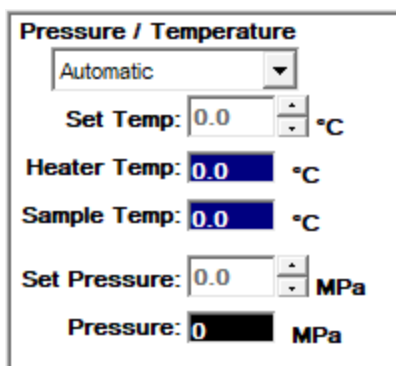 Pressure / Temperature
Automatic
Set Temp: 0.0 °C
Heater Temp: 0.0 °C
Sample Temp: 0.0 °C
Set Pressure: 0.0 MPa
Pressure: 0 MPa